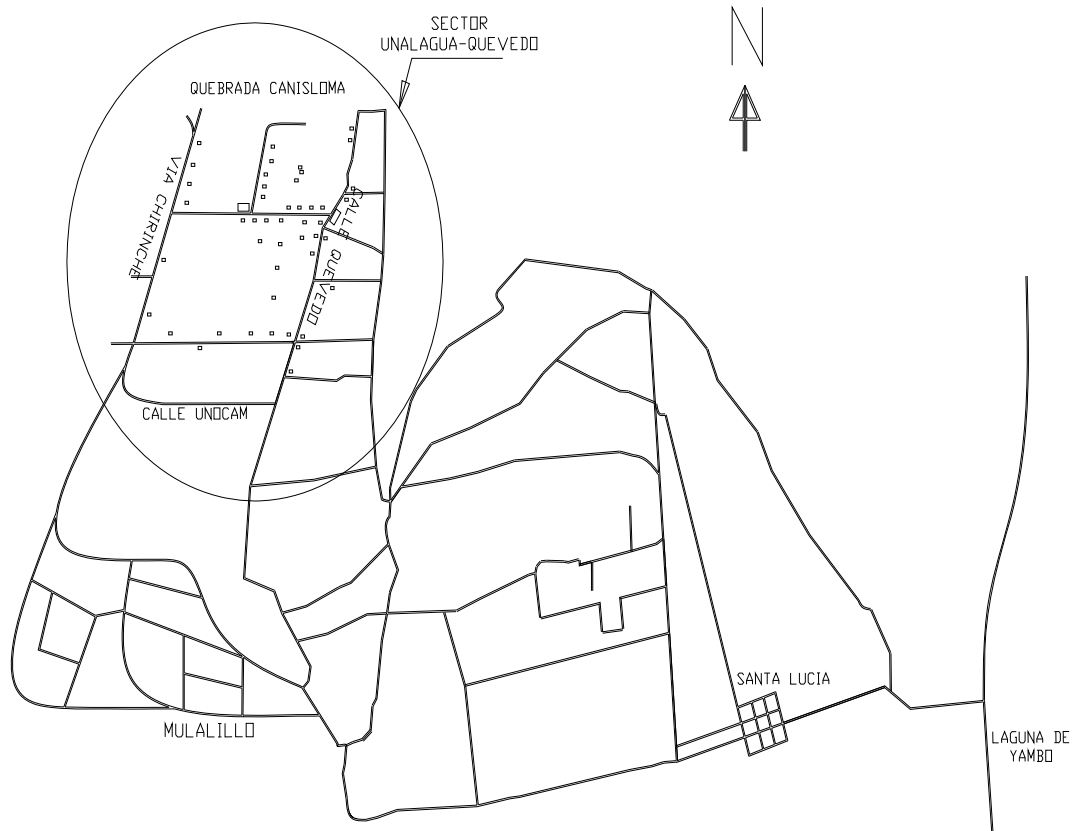 SECTOR
UNALAGUA-QUEVEDO
N
QUEBRADA CANISLOMA
VIA CHIRINCHE
CALLE QUEVEDO
CALLE UNOCAM
SANTA LUCIA
MULALILLO
LAGUNA DE
YAMBO